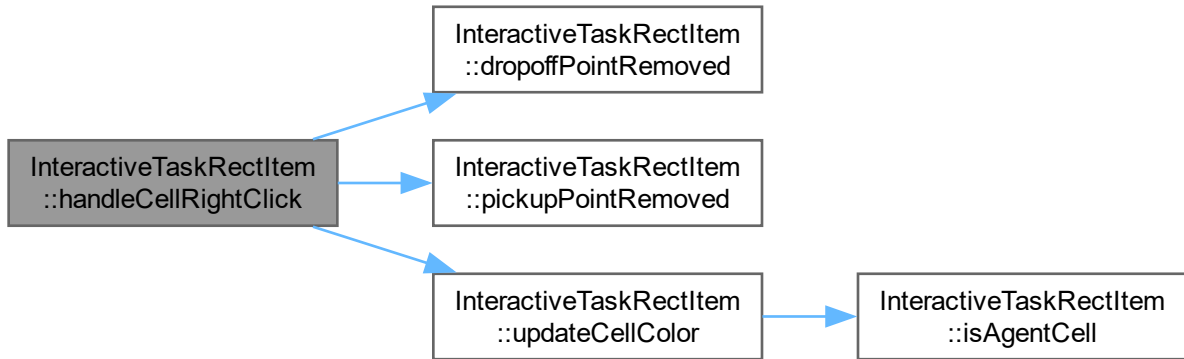 InteractiveTaskRectItem
::dropoffPointRemoved
InteractiveTaskRectItem
::handleCellRightClick
InteractiveTaskRectItem
::pickupPointRemoved
InteractiveTaskRectItem
::updateCellColor
InteractiveTaskRectItem
::isAgentCell